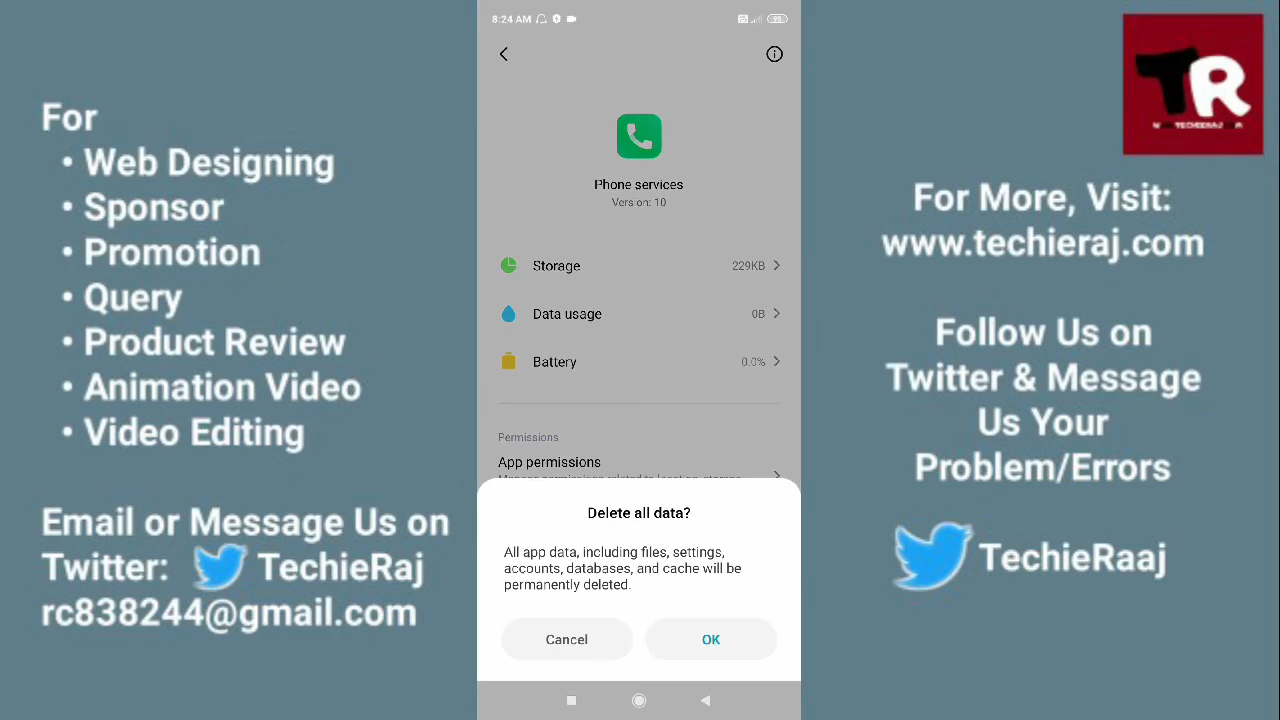 For
• Web Designing
• Sponsor
• Promotion
• Query
• Product Review
• Animation Video
• Video Editing
Email or Message Us on
Twitter: TechieRaj
rc838244@gmail.com
8:24 AM
Phone services
Version: 10
Storage 229KB
Data usage 0B
Battery 0.0%
Permissions
App permissions
Delete all data?
All app data, including files, settings,
accounts, databases, and cache will be
permanently deleted.
Cancel OK
TR
For More, Visit:
www.techieraj.com
Follow Us on
Twitter & Message
Us Your
Problem/Errors
TechieRaaj